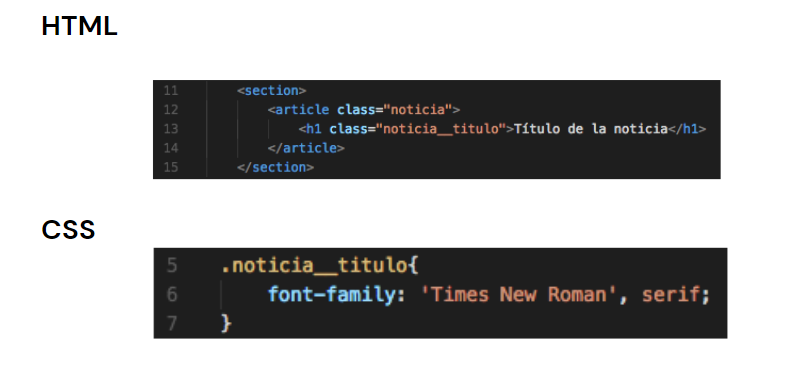 HTML
11 <section>
12 <article class="noticia">
13 <h1 class="noticia__titulo">Título de la noticia</h1>
14 </article>
15 </section>
CSS
5 .noticia__titulo{
6 font-family: 'Times New Roman', serif;
7 }